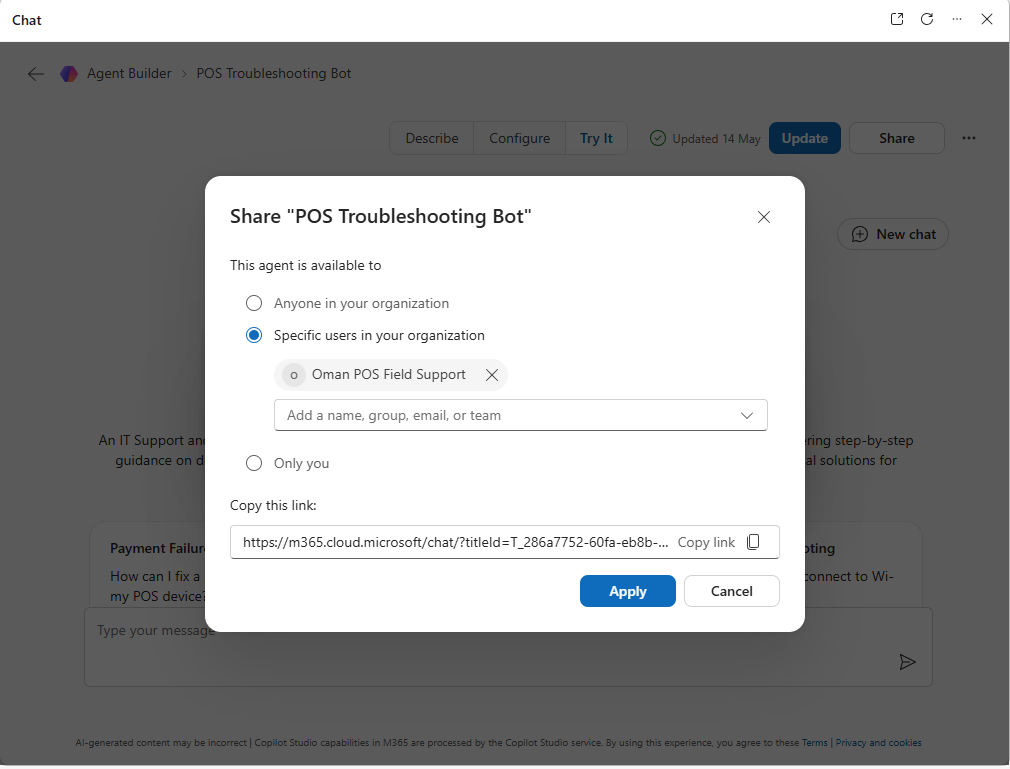 Chat
Agent Builder > POS Troubleshooting Bot
Describe
Configure
Try It
Updated 14 May
Update
Share
Share "POS Troubleshooting Bot"
New chat
This agent is available to
Anyone in your organization
Specific users in your organization
O Oman POS Field Support
Add a name, group, email, or team
Only you
An IT Support
ering step-by-step
guidance on
solutions for
Copy this link:
https://m365.cloud.microsoft/chat/?titleId=T_286a7752-60fa-eb8b-... Copy link
Payment Failur
oting
How can I fix a
connect to Wi-
my POS device?
Apply
Cancel
Type your message
AI-generated content may be incorrect | Copilot Studio capabilities in M365 are processed by the Copilot Studio service. By using this experience, you agree to these Terms | Privacy and cookies